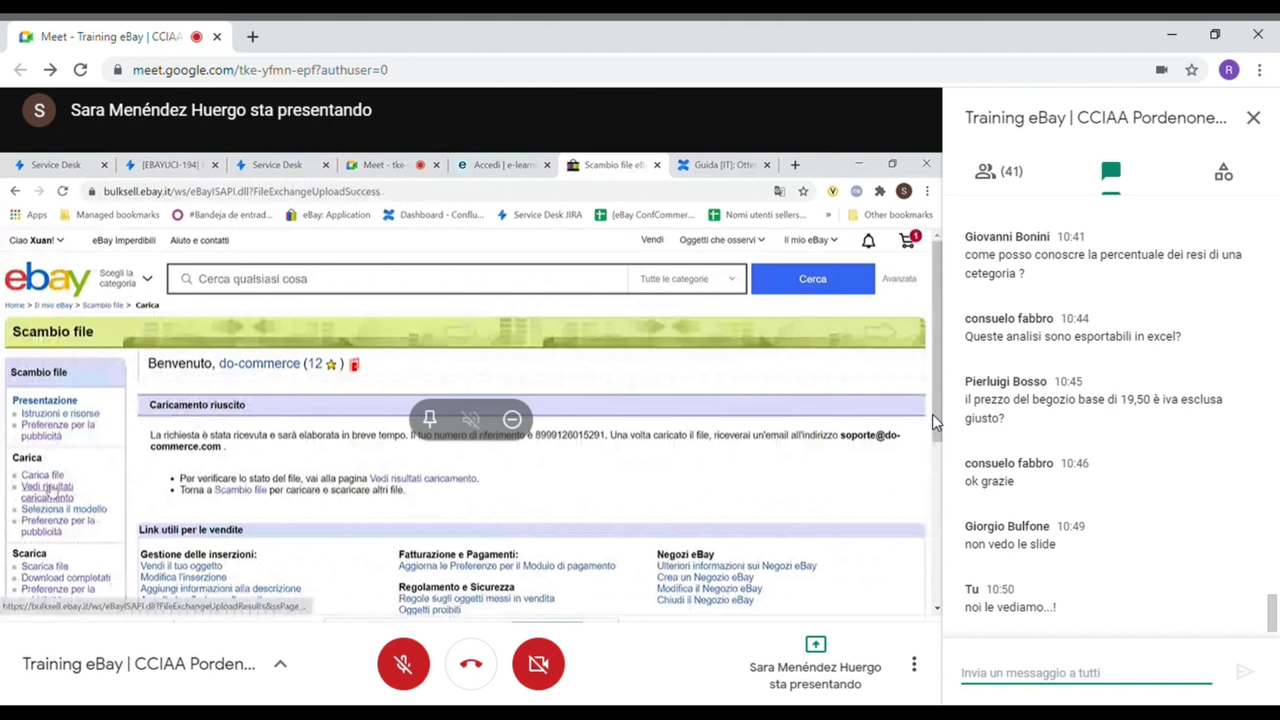 Meet - Training eBay | CCIAA
meet.google.com/tke-yfmn-epf?authuser=0
R
S
Sara Menéndez Huergo sta presentando
Service Desk
[EBAYUCI-194]
Service Desk
Meet - tke-
Accedi | e-learn
Scambio file eB
Guida [IT]: Otte
bulksell.ebay.it/ws/eBayISAPI.dll?FileExchangeUploadSuccess
S
Apps
Managed bookmarks
#Bandeja de entrad...
eBay: Application
Dashboard - Conflu...
Service Desk JIRA
[eBay ConfCommer...
Nomi utenti sellers...
»
Other bookmarks
Ciao Xuan!
eBay Imperdibili
Aiuto e contatti
Vendi
Oggetti che osservi
Il mio eBay
1
ebay
Scegli la
categoria
Cerca qualsiasi cosa
Tutte le categorie
Cerca
Avanzata
Home > Il mio eBay > Scambio file > Carica
Scambio file
Scambio file
Presentazione
Istruzioni e risorse
Preferenze per la
pubblicità
Carica
Carica file
Vedi risultati
caricamento
Seleziona il modello
Preferenze per la
pubblicità
Scarica
Scarica file
Download completati
Preferenze per la
Benvenuto, do-commerce (12 )
Caricamento riuscito
La richiesta è stata ricevuta e sarà elaborata in breve tempo. Il tuo numero di riferimento è 8999126015291. Una volta caricato il file, riceverai un'email all'indirizzo soporte@do-
commerce.com .
Per verificare lo stato del file, vai alla pagina Vedi risultati caricamento.
Torna a Scambio file per caricare e scaricare altri file.
Link utili per le vendite
Gestione delle inserzioni:
Vendi il tuo oggetto
Modifica l'inserzione
Aggiungi informazioni alla descrizione
Fatturazione e Pagamenti:
Aggiorna le Preferenze per il Modulo di pagamento
Regolamento e Sicurezza
Regole sugli oggetti messi in vendita
Oggetti proibiti
Negozi eBay
Ulteriori informazioni sui Negozi eBay
Crea un Negozio eBay
Modifica il Negozio eBay
Chiudi il Negozio eBay
https://bulksell.ebay.it/ws/eBayISAPI.dll?FileExchangeUploadResults&ssPage...
Training eBay | CCIAA Porden...
Sara Menéndez Huergo
sta presentando
Training eBay | CCIAA Pordenone...
(41)
Giovanni Bonini 10:41
come posso conoscre la percentuale dei resi di una
cetegoria ?
consuelo fabbro 10:44
Queste analisi sono esportabili in excel?
Pierluigi Bosso 10:45
il prezzo del begozio base di 19,50 è iva esclusa
giusto?
consuelo fabbro 10:46
ok grazie
Giorgio Bulfone 10:49
non vedo le slide
Tu 10:50
noi le vediamo...!
Invia un messaggio a tutti